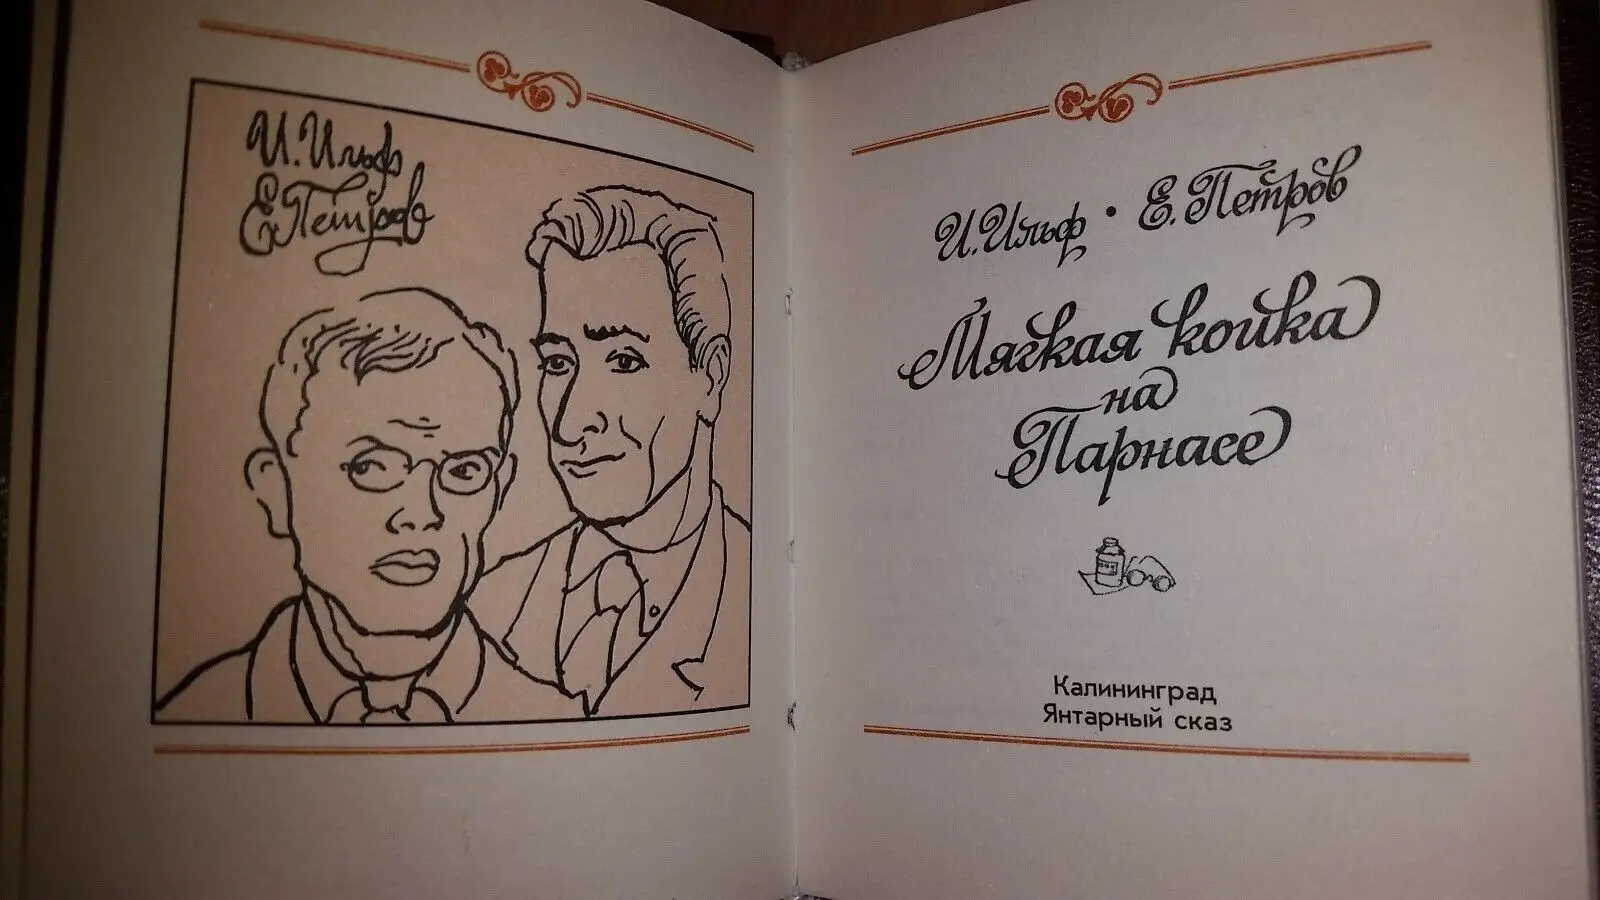 И. Ильф
Е. Петров
И. Ильф · Е. Петров
Мягкая койка
на
Парнасе
Калининград
Янтарный сказ